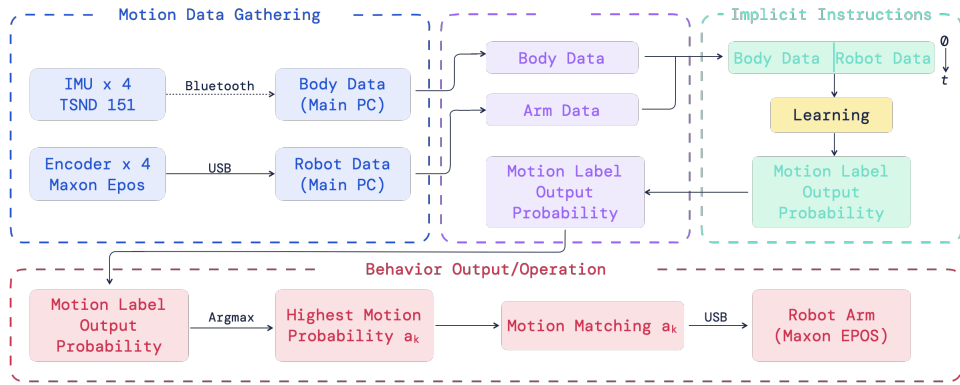 Motion Data Gathering
IMU x 4
TSND 151
Bluetooth
Body Data
(Main PC)
Encoder x 4
Maxon Epos
USB
Robot Data
(Main PC)
Body Data
Arm Data
Motion Label
Output
Probability
Implicit Instructions
Body Data
Robot Data
0
t
Learning
Motion Label
Output
Probability
Behavior Output/Operation
Motion Label
Output
Probability
Argmax
Highest Motion
Probability aₖ
Motion Matching aₖ
USB
Robot Arm
(Maxon EPOS)